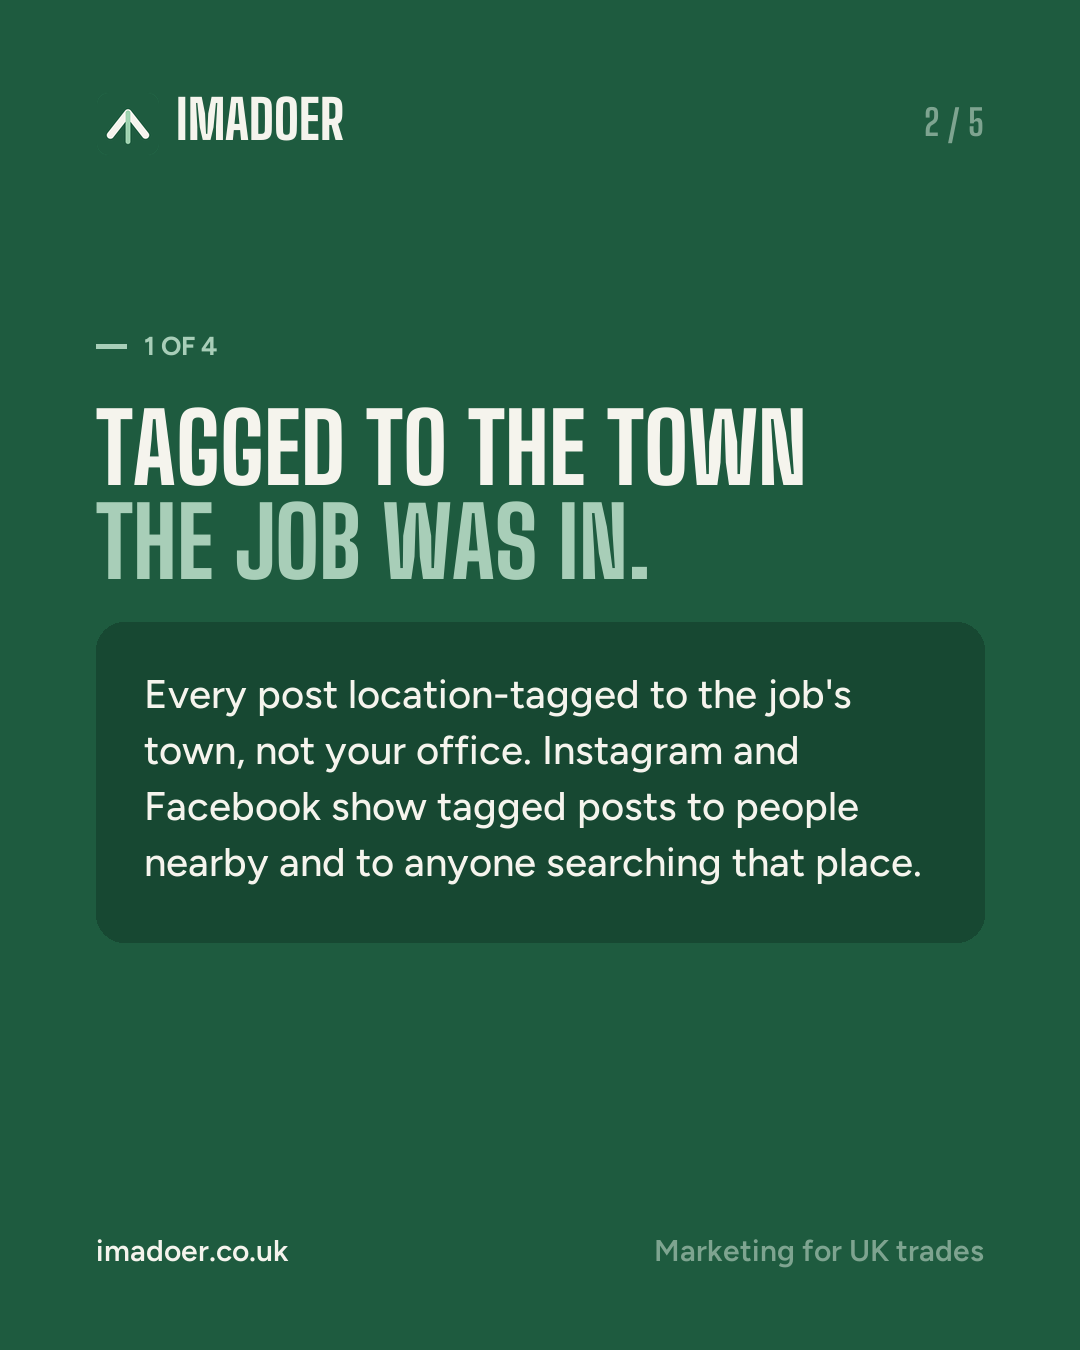 IMADOER
2 / 5
1 OF 4
TAGGED TO THE TOWN
THE JOB WAS IN.
Every post location-tagged to the job's
town, not your office. Instagram and
Facebook show tagged posts to people
nearby and to anyone searching that place.
imadoer.co.uk
Marketing for UK trades